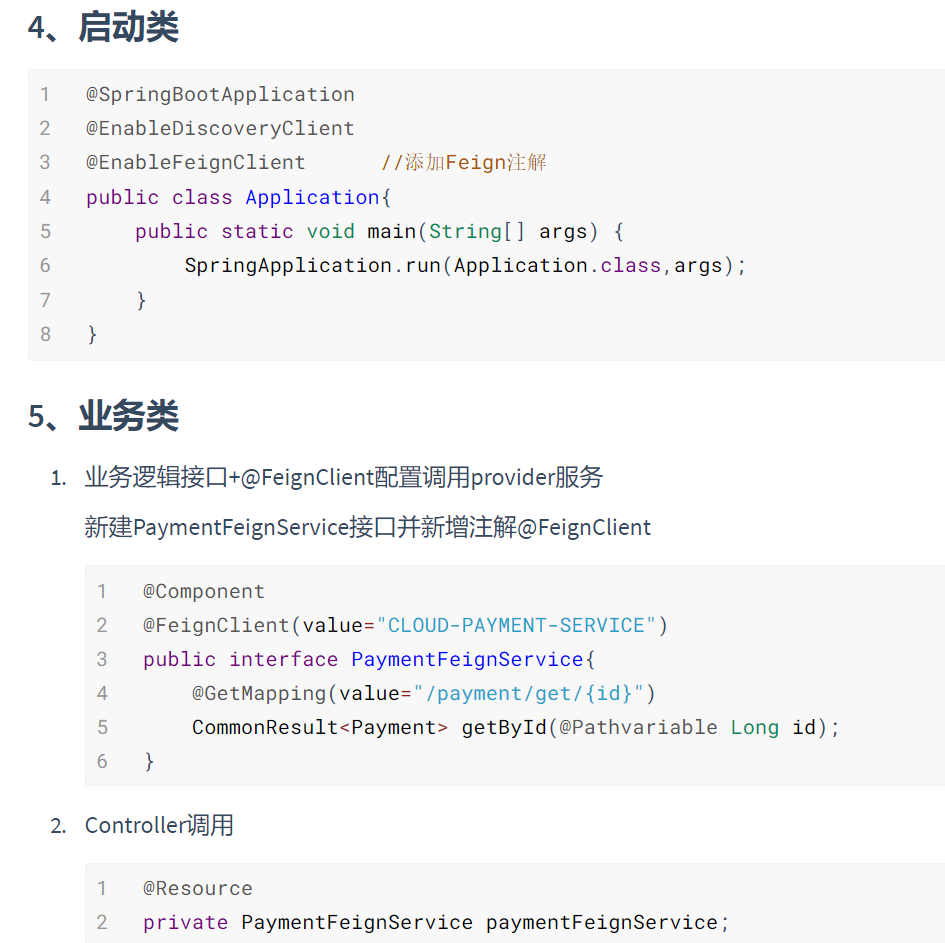 4、启动类
1 @SpringBootApplication
2 @EnableDiscoveryClient
3 @EnableFeignClient //添加Feign注解
4 public class Application{
5 public static void main(String[] args) {
6 SpringApplication.run(Application.class,args);
7 }
8 }
5、业务类
1. 业务逻辑接口+@FeignClient配置调用provider服务
新建PaymentFeignService接口并新增注解@FeignClient
1 @Component
2 @FeignClient(value="CLOUD-PAYMENT-SERVICE")
3 public interface PaymentFeignService{
4 @GetMapping(value="/payment/get/{id}")
5 CommonResult<Payment> getById(@Pathvariable Long id);
6 }
2. Controller调用
1 @Resource
2 private PaymentFeignService paymentFeignService;